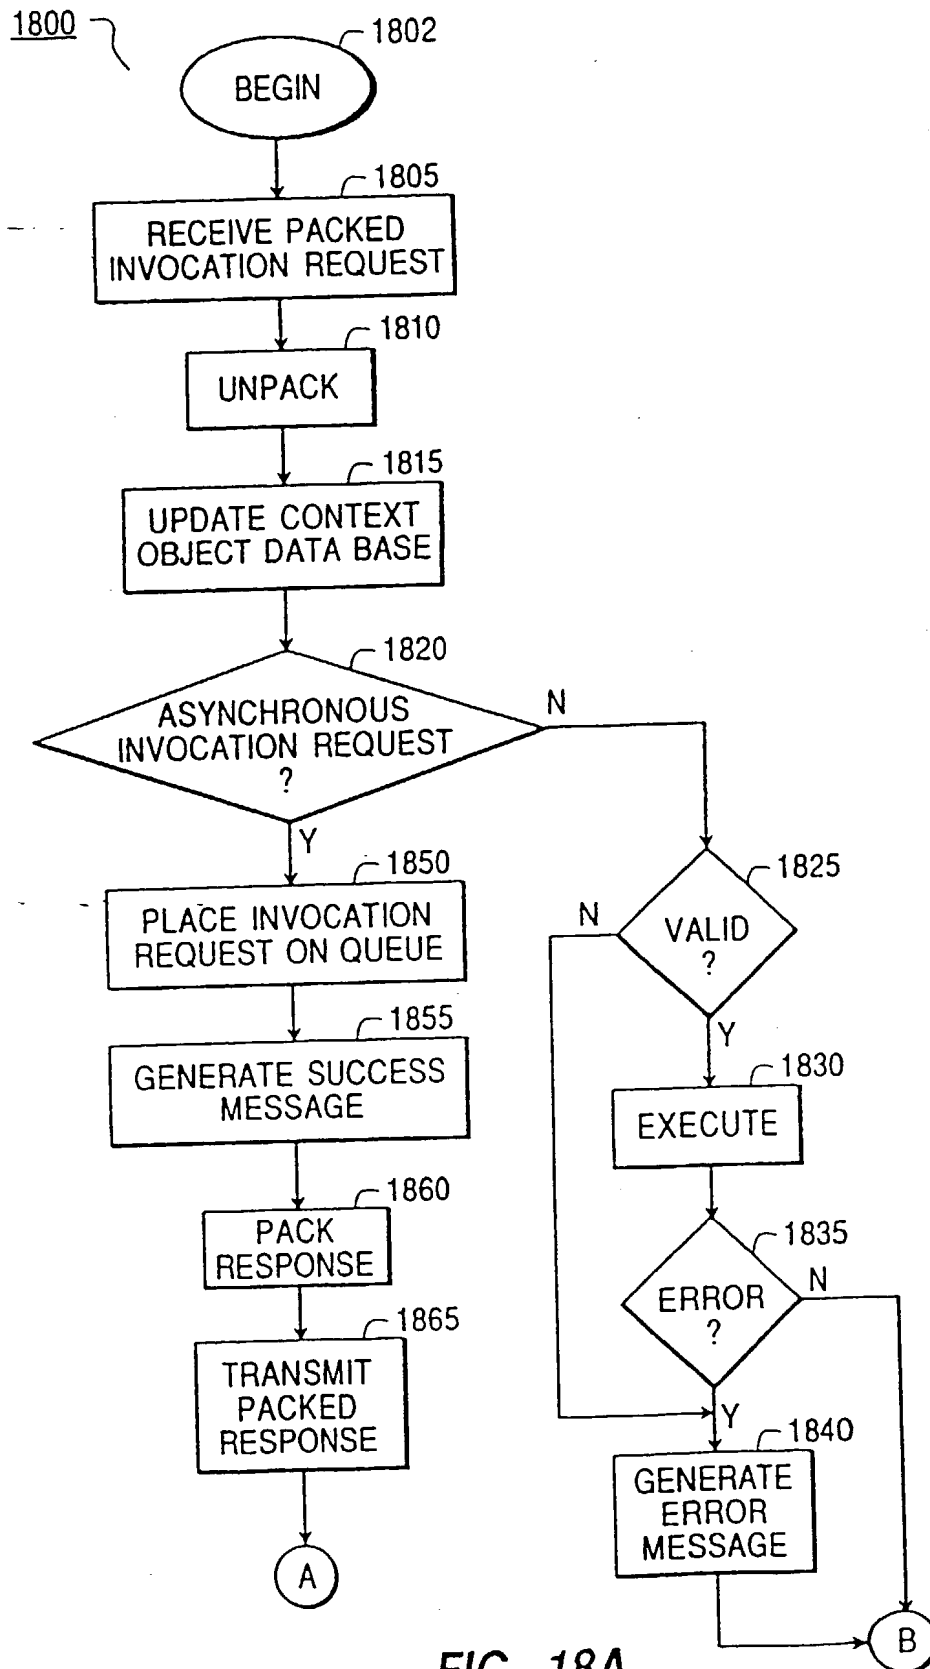 1800
1802
BEGIN
1805
RECEIVE PACKED
INVOCATION REQUEST
1810
UNPACK
1815
UPDATE CONTEXT
OBJECT DATA BASE
1820
ASYNCHRONOUS
INVOCATION REQUEST
?
N
Y
1850
PLACE INVOCATION
REQUEST ON QUEUE
1855
GENERATE SUCCESS
MESSAGE
1860
PACK
RESPONSE
1865
TRANSMIT
PACKED
RESPONSE
A
1825
VALID
?
N
Y
1830
EXECUTE
1835
ERROR
?
N
Y
1840
GENERATE
ERROR
MESSAGE
B
FIG. 18A